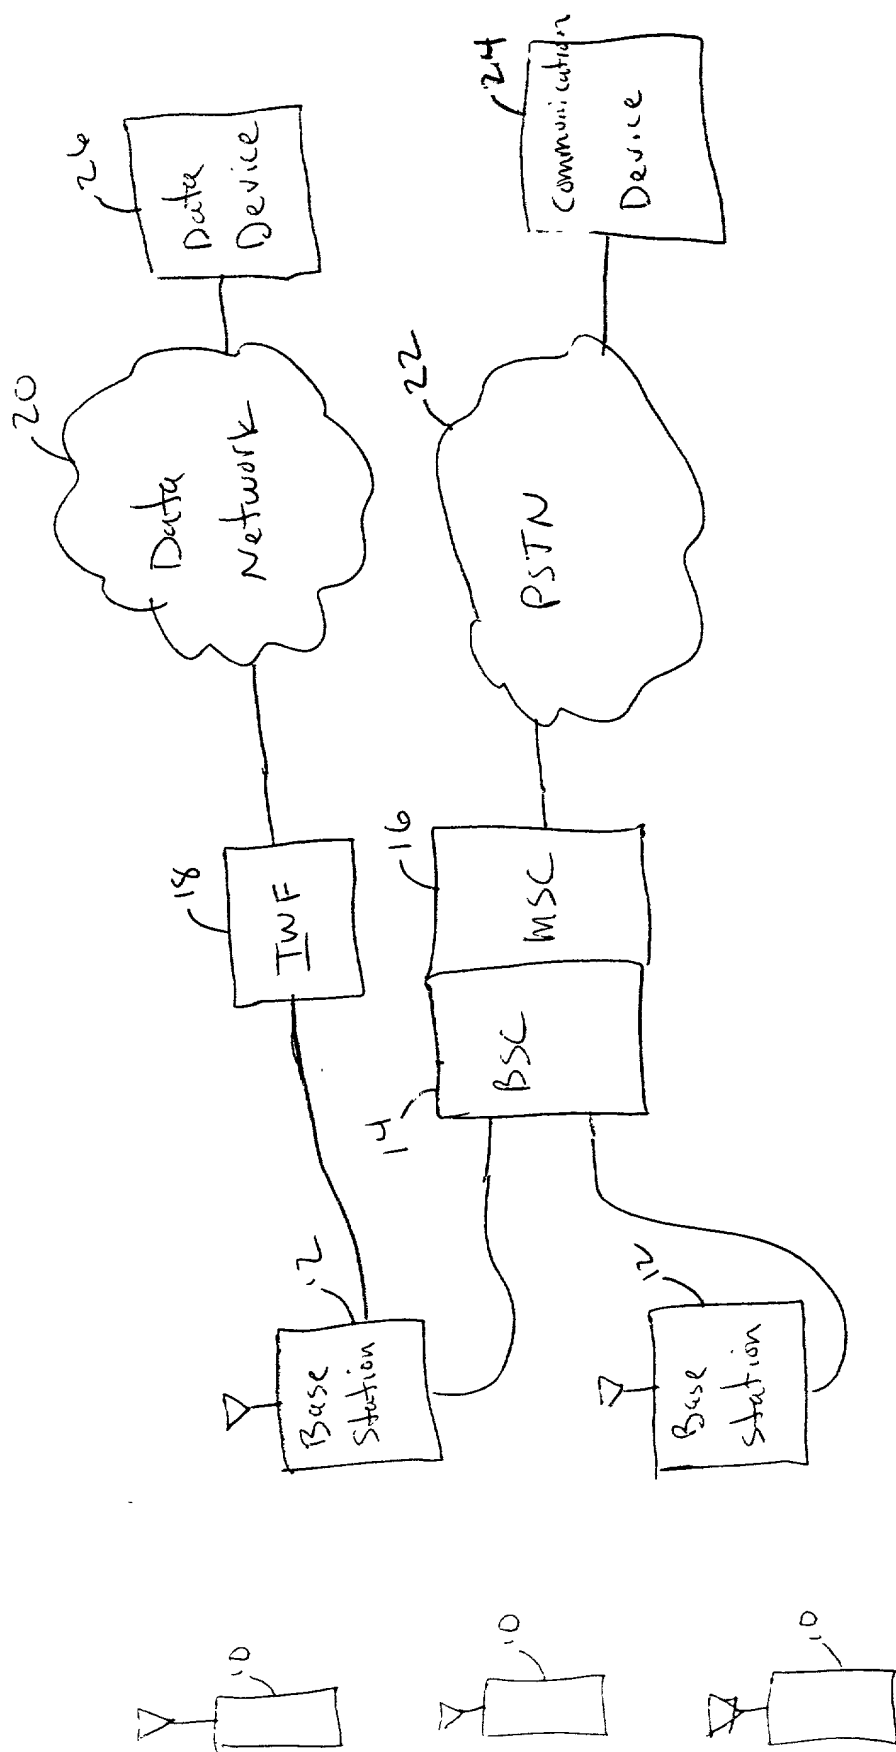 10
10
10
12
Base
Station
12
Base
Station
18
IWF
14
BSC
16
MSC
20
Data
Network
22
PSTN
26
Data
Device
24
Communication
Device